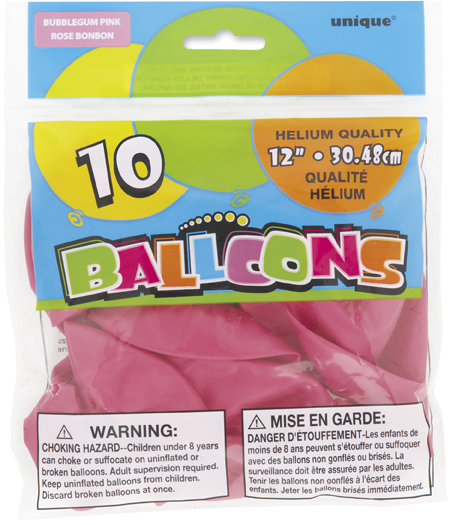 BUBBLEGUM PINK
ROSE BONBON
unique
10
HELIUM QUALITY
12" • 30.48cm
QUALITÉ
HÉLIUM
BALLOONS
WARNING:
CHOKING HAZARD--Children under 8 years
can choke or suffocate on uninflated or
broken balloons. Adult supervision required.
Keep uninflated balloons from children.
Discard broken balloons at once.
MISE EN GARDE:
DANGER D'ÉTOUFFEMENT-Les enfants de
moins de 8 ans peuvent s'étouffer ou suffoquer
avec des ballons non gonflés ou brisés. La
surveillance doit être assurée par les adultes.
Tenir les ballons non gonflés à l'écart des
enfants. Jeter les ballons brisés immédiatement.